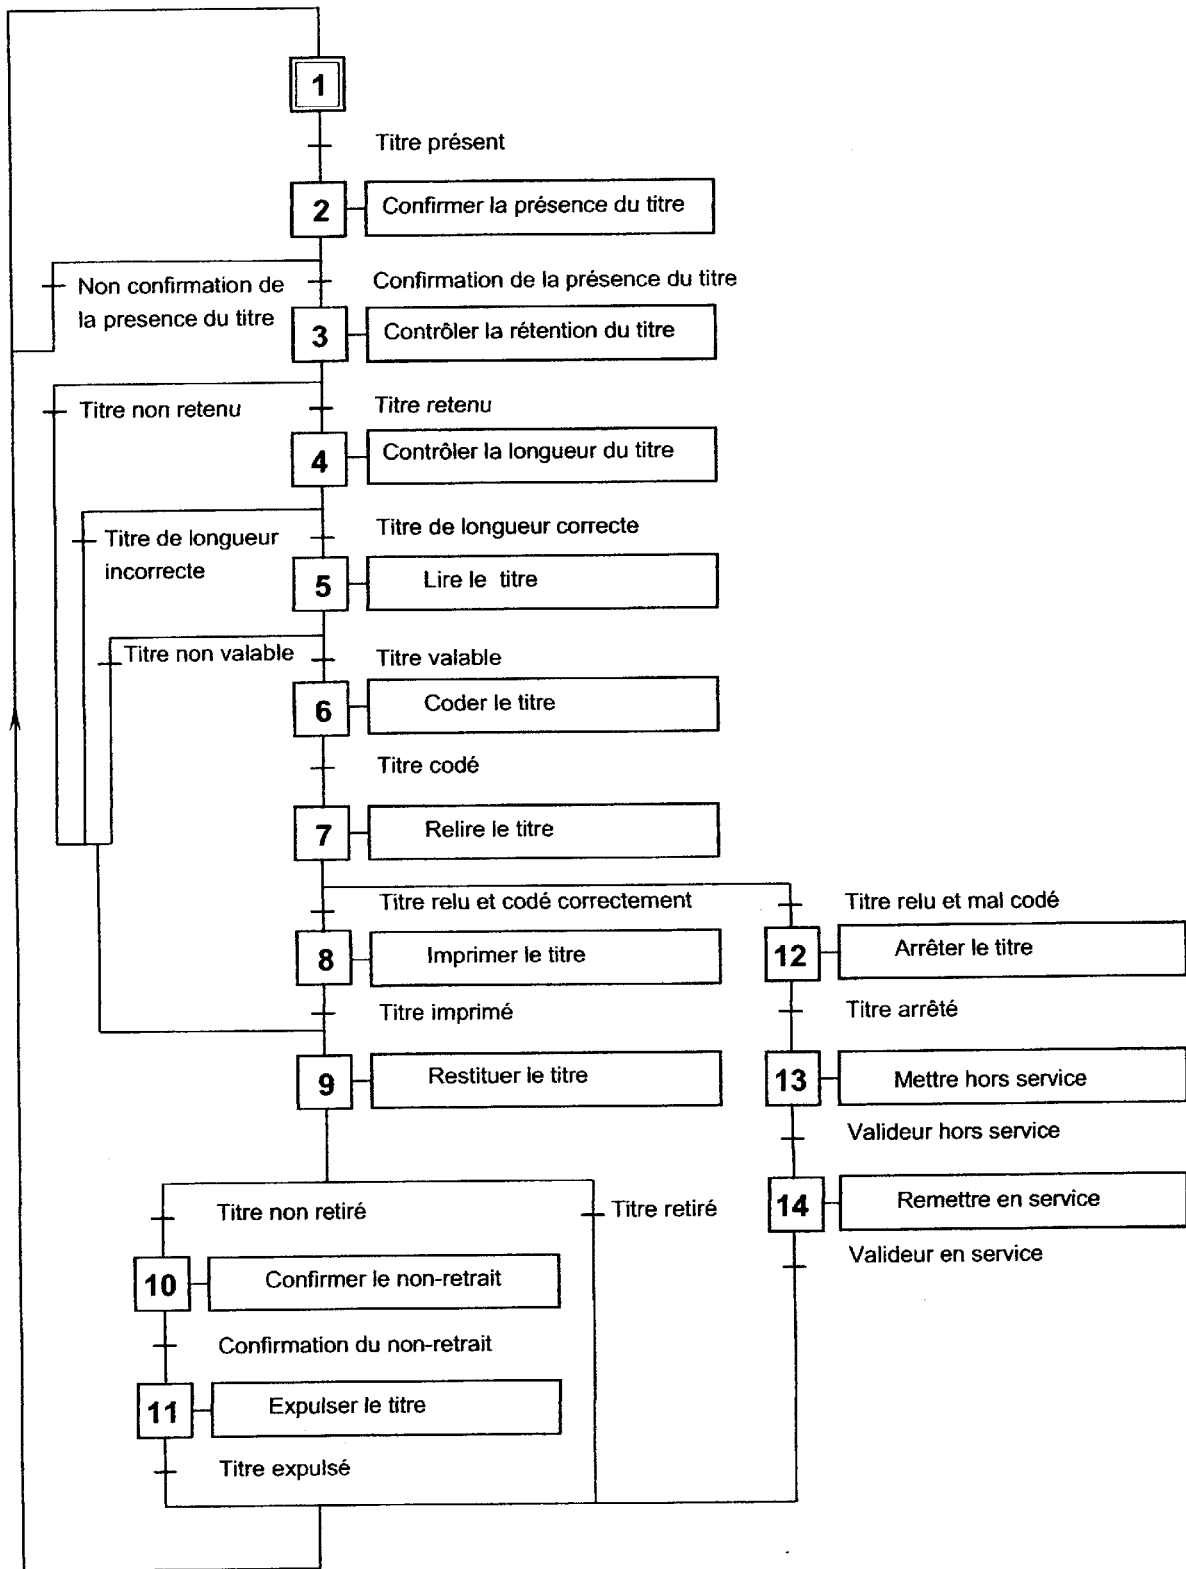 1
Titre présent
2
Confirmer la présence du titre
Non confirmation de
la presence du titre
Confirmation de la présence du titre
3
Contrôler la rétention du titre
Titre non retenu
Titre retenu
4
Contrôler la longueur du titre
Titre de longueur
incorrecte
Titre de longueur correcte
5
Lire le titre
Titre non valable
Titre valable
6
Coder le titre
Titre codé
7
Relire le titre
Titre relu et codé correctement
Titre relu et mal codé
8
Imprimer le titre
12
Arrêter le titre
Titre imprimé
Titre arrêté
9
Restituer le titre
13
Mettre hors service
Valideur hors service
Titre non retiré
Titre retiré
14
Remettre en service
Valideur en service
10
Confirmer le non-retrait
Confirmation du non-retrait
11
Expulser le titre
Titre expulsé